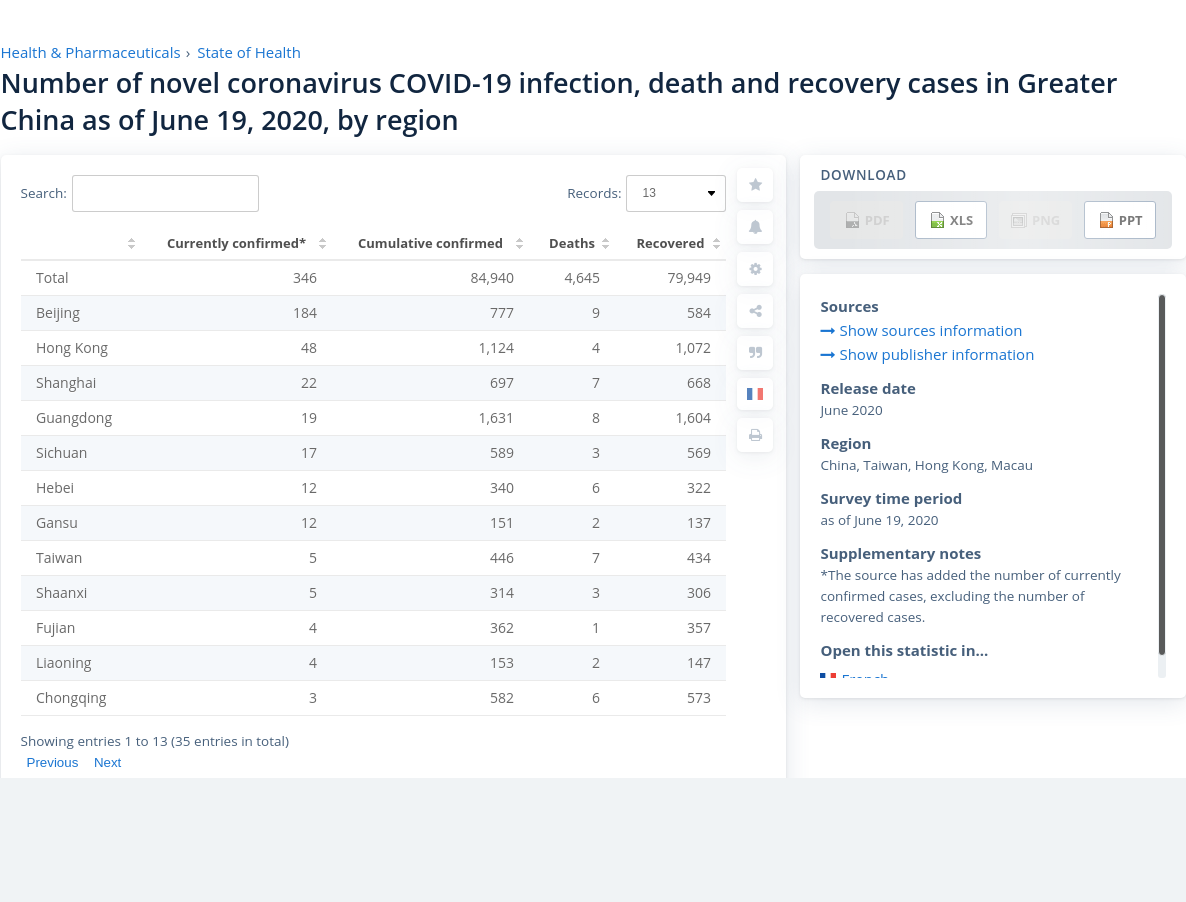 Health & Pharmaceuticals › State of Health
Number of novel coronavirus COVID-19 infection, death and recovery cases in Greater
China as of June 19, 2020, by region
Search:
Records: 13
Currently confirmed* Cumulative confirmed Deaths Recovered
Total 346 84,940 4,645 79,949
Beijing 184 777 9 584
Hong Kong 48 1,124 4 1,072
Shanghai 22 697 7 668
Guangdong 19 1,631 8 1,604
Sichuan 17 589 3 569
Hebei 12 340 6 322
Gansu 12 151 2 137
Taiwan 5 446 7 434
Shaanxi 5 314 3 306
Fujian 4 362 1 357
Liaoning 4 153 2 147
Chongqing 3 582 6 573
Showing entries 1 to 13 (35 entries in total)
Previous Next
DOWNLOAD
PDF XLS PNG PPT
Sources
Show sources information
Show publisher information
Release date
June 2020
Region
China, Taiwan, Hong Kong, Macau
Survey time period
as of June 19, 2020
Supplementary notes
*The source has added the number of currently
confirmed cases, excluding the number of
recovered cases.
Open this statistic in...
French